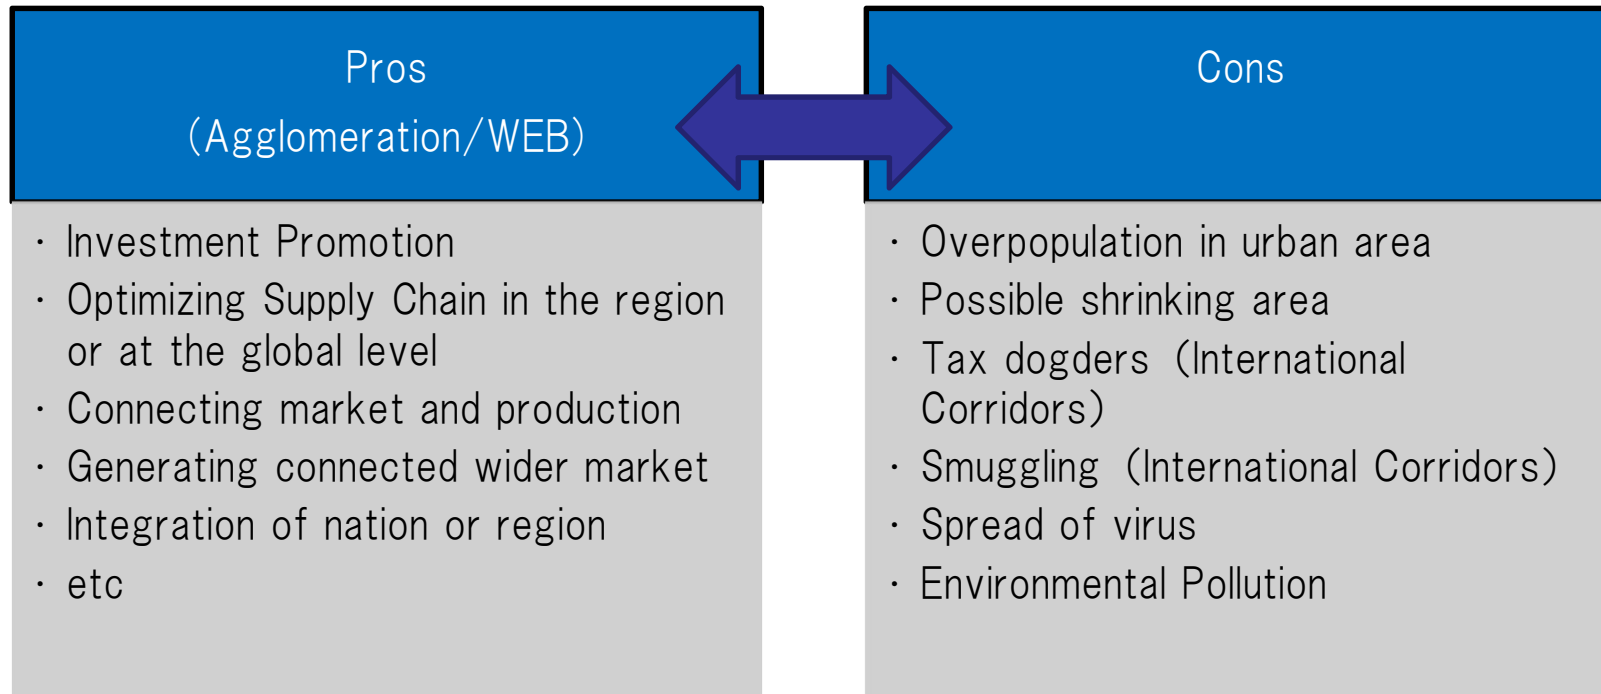 Pros
(Agglomeration/WEB)
· Investment Promotion
· Optimizing Supply Chain in the region
or at the global level
· Connecting market and production
· Generating connected wider market
· Integration of nation or region
· etc
Cons
· Overpopulation in urban area
· Possible shrinking area
· Tax dogders (International
Corridors)
· Smuggling (International Corridors)
· Spread of virus
· Environmental Pollution